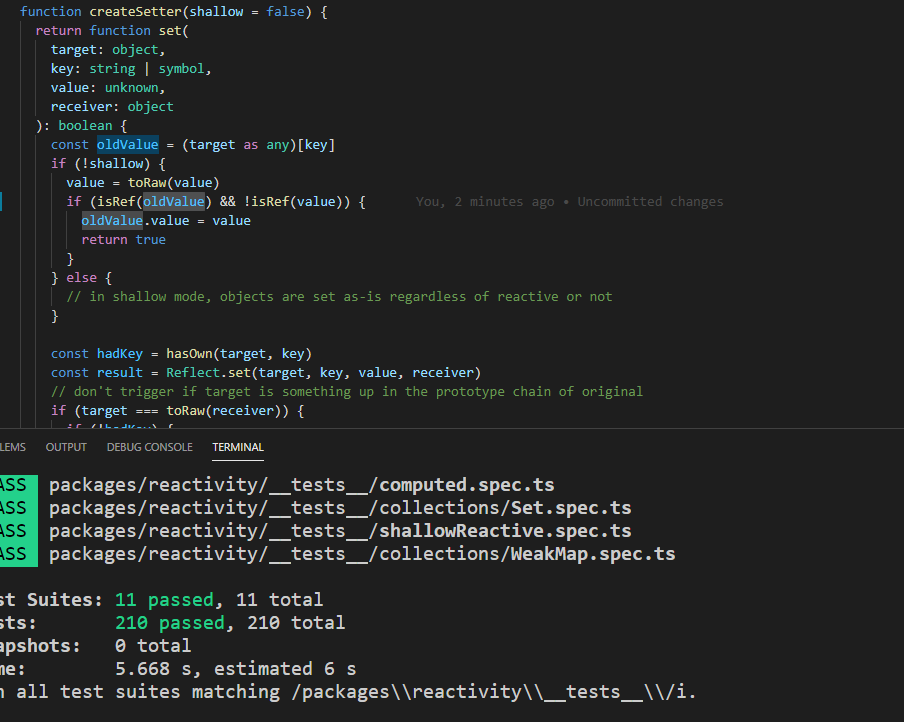 function createSetter(shallow = false) {
return function set(
target: object,
key: string | symbol,
value: unknown,
receiver: object
): boolean {
const oldValue = (target as any)[key]
if (!shallow) {
value = toRaw(value)
if (isRef(oldValue) && !isRef(value)) { You, 2 minutes ago • Uncommitted changes
oldValue.value = value
return true
}
} else {
// in shallow mode, objects are set as-is regardless of reactive or not
}
const hadKey = hasOwn(target, key)
const result = Reflect.set(target, key, value, receiver)
// don't trigger if target is something up in the prototype chain of original
if (target === toRaw(receiver)) {
if (!hadKey) {
LEMS OUTPUT DEBUG CONSOLE TERMINAL
ASS packages/reactivity/__tests__/computed.spec.ts
ASS packages/reactivity/__tests__/collections/Set.spec.ts
ASS packages/reactivity/__tests__/shallowReactive.spec.ts
ASS packages/reactivity/__tests__/collections/WeakMap.spec.ts
st Suites: 11 passed, 11 total
sts: 210 passed, 210 total
apshots: 0 total
me: 5.668 s, estimated 6 s
n all test suites matching /packages\\reactivity\\__tests__\\/i.